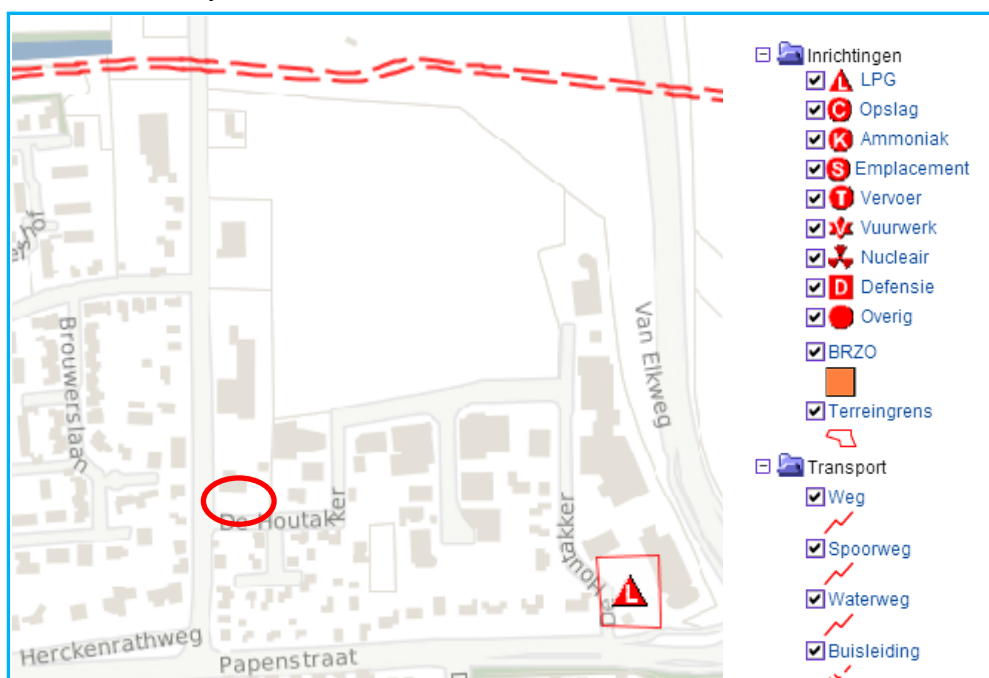 Inrichtingen
L LPG
C Opslag
K Ammoniak
S Emplacement
T Vervoer
V Vuurwerk
Nucleair
D Defensie
Overig
BRZO
Terreingrens
Transport
Weg
Spoorweg
Waterweg
Buisleiding
Brouwerslaan
Van Elkweg
De Houtakker
De Houtakker
L
Herckenrathweg
Papenstraat